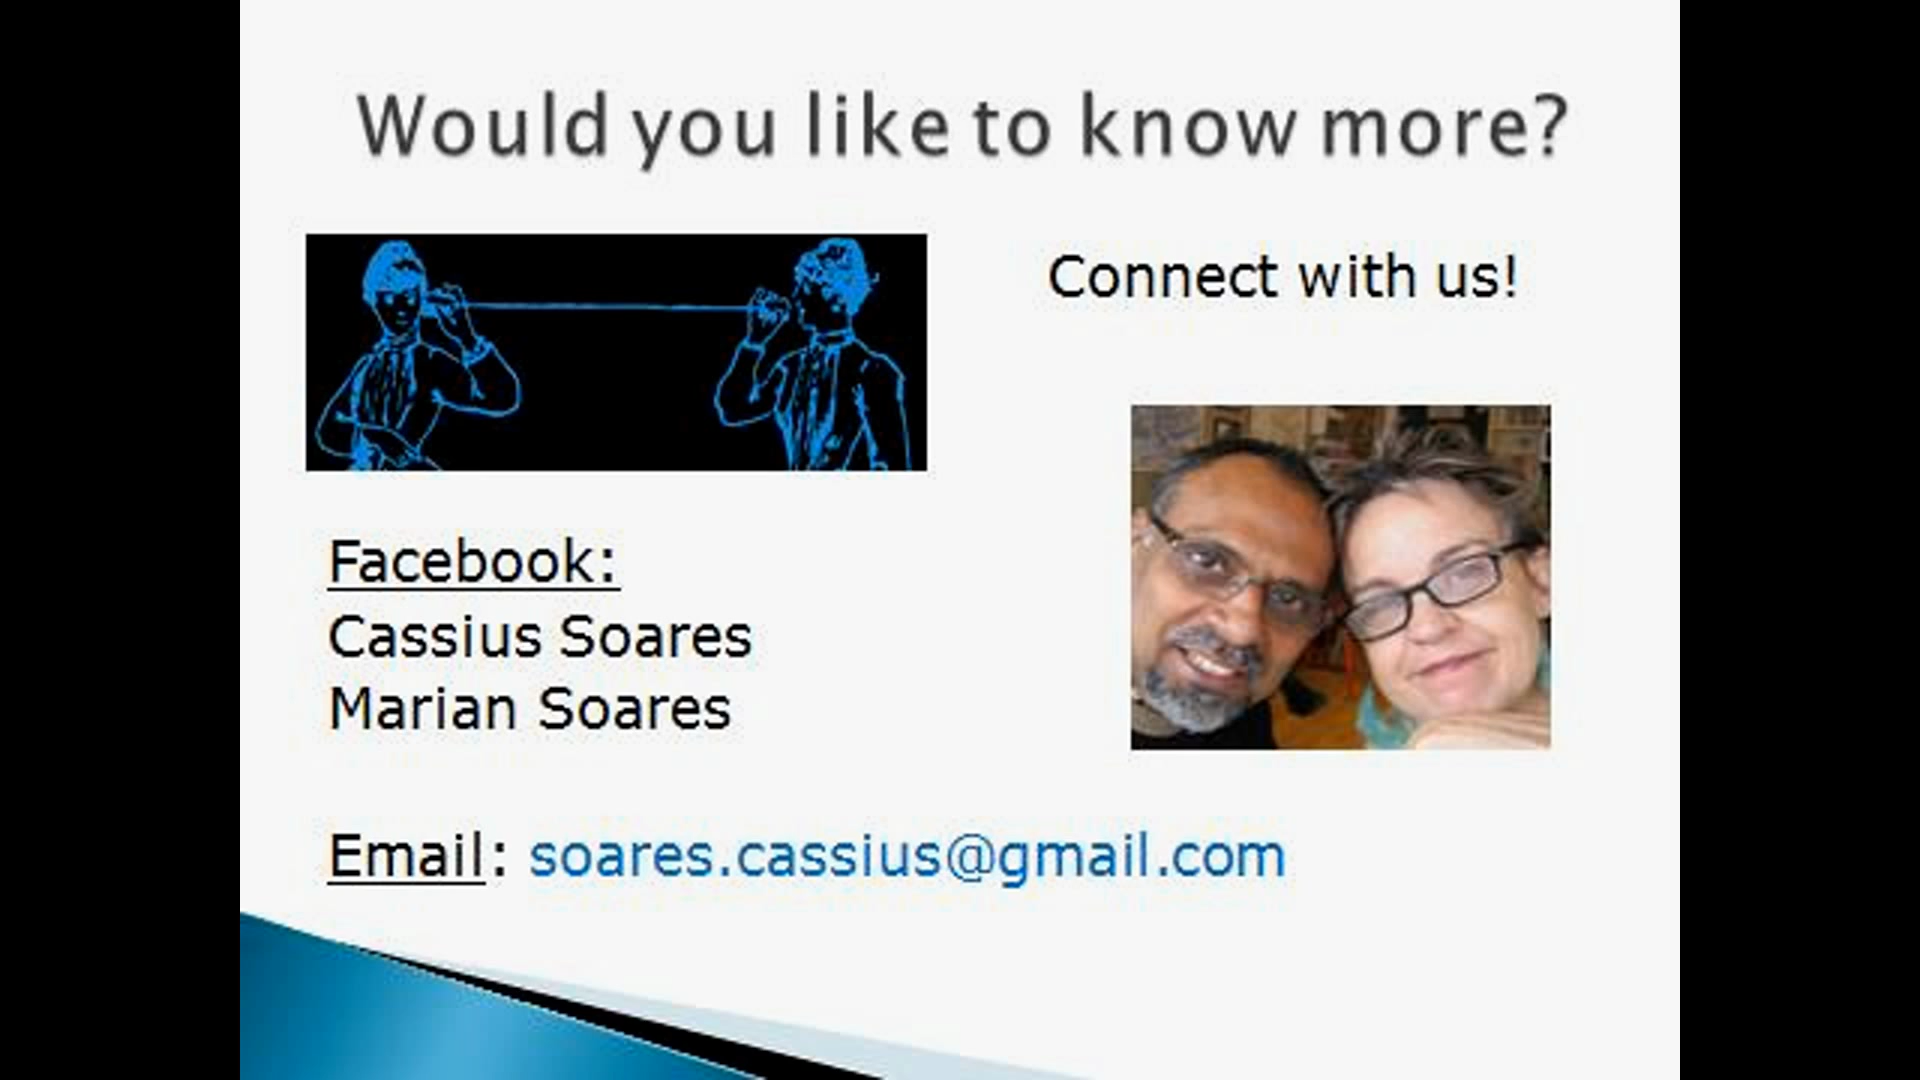 Would you like to know more?
Connect with us!
Facebook:
Cassius Soares
Marian Soares
Email: soares.cassius@gmail.com